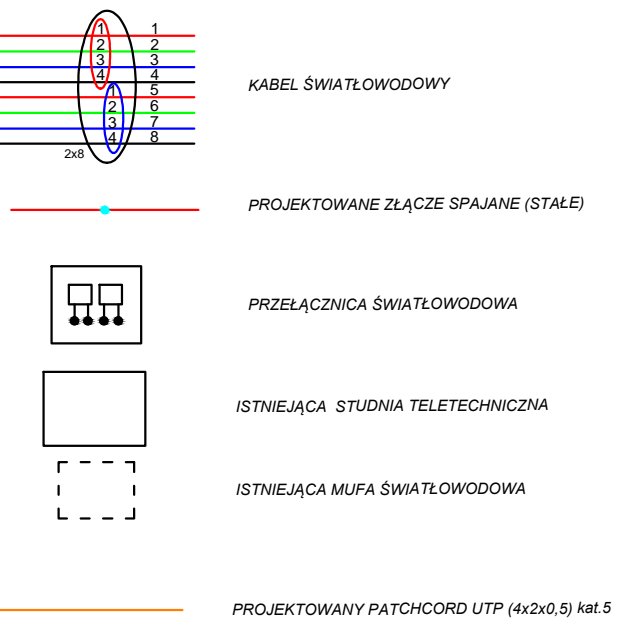 1 1
2 2
3 3
4 4
1 5
2 6
3 7
4 8
2x8
KABEL ŚWIATŁOWODOWY
PROJEKTOWANE ZŁĄCZE SPAJANE (STAŁE)
PRZEŁĄCZNICA ŚWIATŁOWODOWA
ISTNIEJĄCA STUDNIA TELETECHNICZNA
ISTNIEJĄCA MUFA ŚWIATŁOWODOWA
PROJEKTOWANY PATCHCORD UTP (4x2x0,5) kat.5